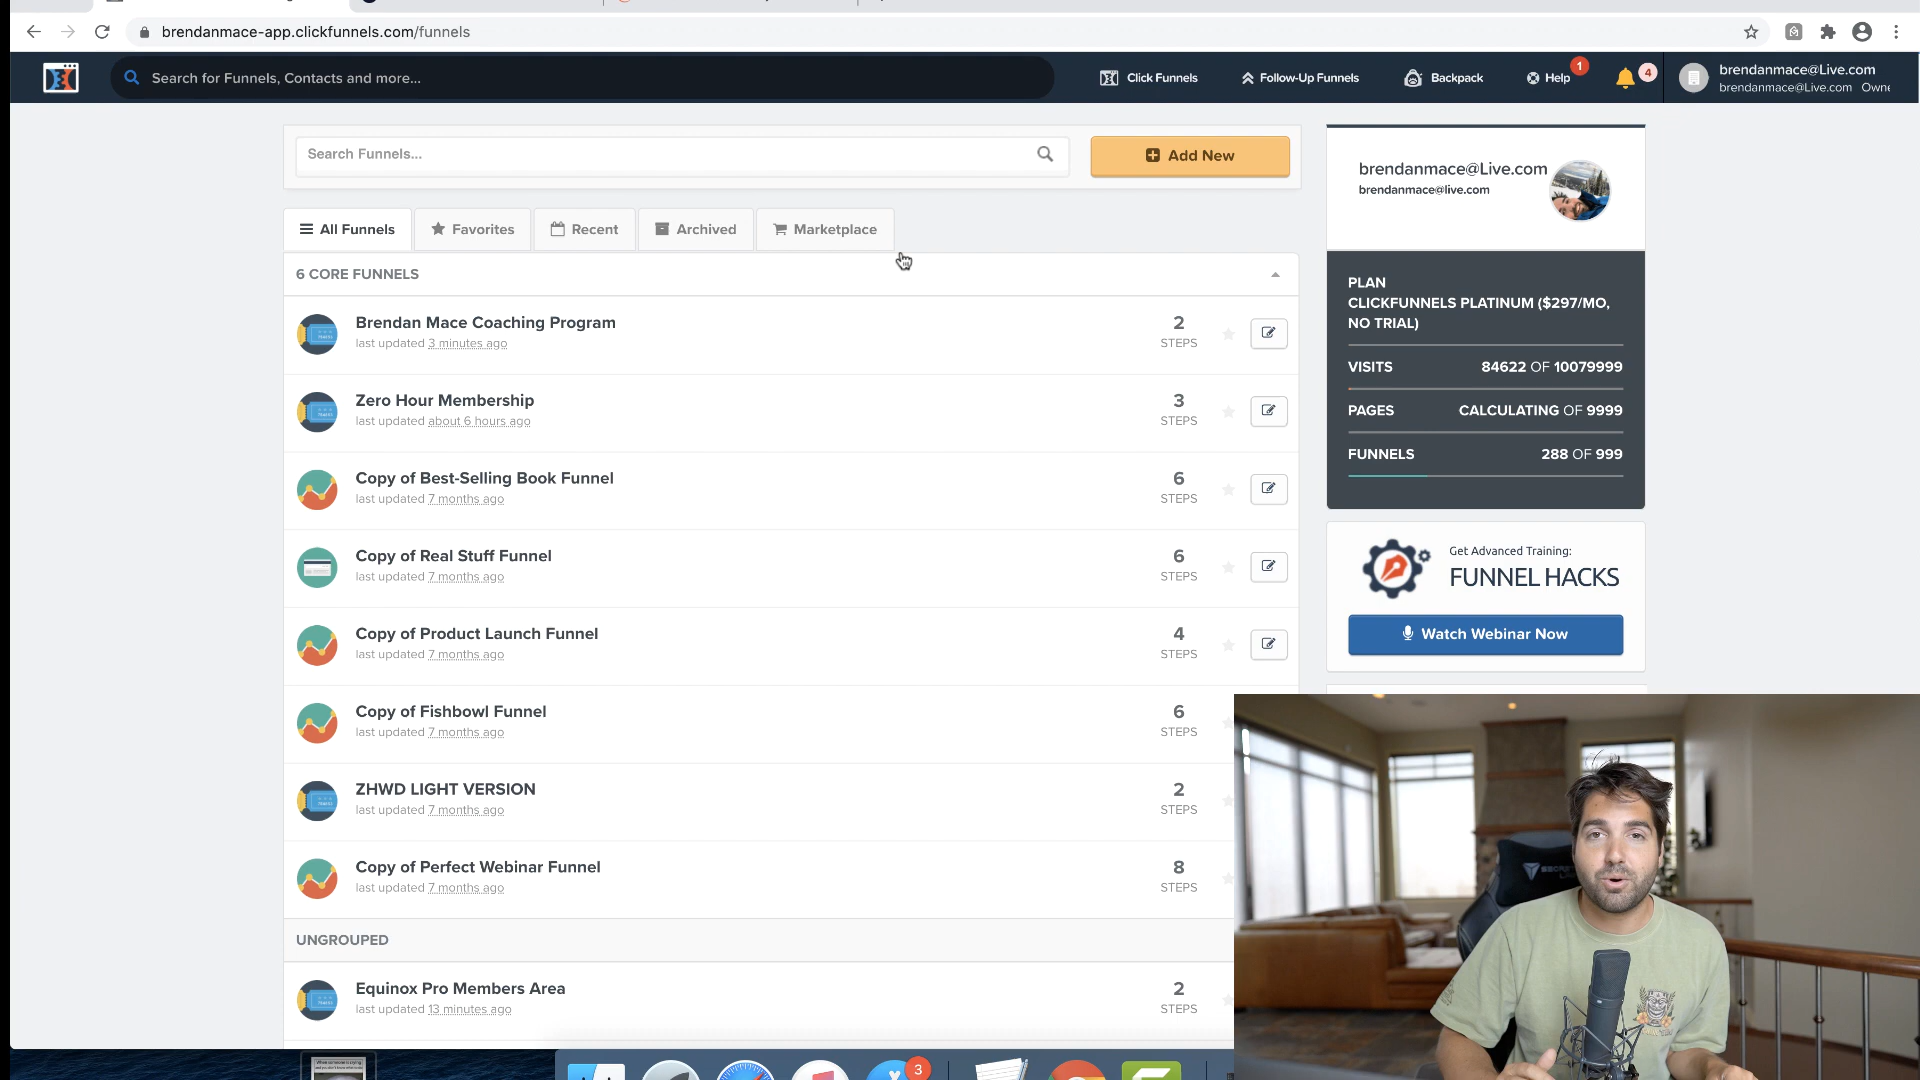 brendanmace-app.clickfunnels.com/funnels
Search for Funnels, Contacts and more...
Click Funnels
Follow-Up Funnels
Backpack
Help
1
4
brendanmace@Live.com
brendanmace@Live.com Owne
Search Funnels...
Add New
brendanmace@Live.com
brendanmace@live.com
All Funnels
Favorites
Recent
Archived
Marketplace
6 CORE FUNNELS
Brendan Mace Coaching Program
last updated 3 minutes ago
2
STEPS
Zero Hour Membership
last updated about 6 hours ago
3
STEPS
Copy of Best-Selling Book Funnel
last updated 7 months ago
6
STEPS
Copy of Real Stuff Funnel
last updated 7 months ago
6
STEPS
Copy of Product Launch Funnel
last updated 7 months ago
4
STEPS
Copy of Fishbowl Funnel
last updated 7 months ago
6
STEPS
ZHWD LIGHT VERSION
last updated 7 months ago
2
STEPS
Copy of Perfect Webinar Funnel
last updated 7 months ago
8
STEPS
UNGROUPED
Equinox Pro Members Area
last updated 13 minutes ago
2
STEPS
PLAN
CLICKFUNNELS PLATINUM ($297/MO,
NO TRIAL)
VISITS
84622 OF 10079999
PAGES
CALCULATING OF 9999
FUNNELS
288 OF 999
Get Advanced Training:
FUNNEL HACKS
Watch Webinar Now
3